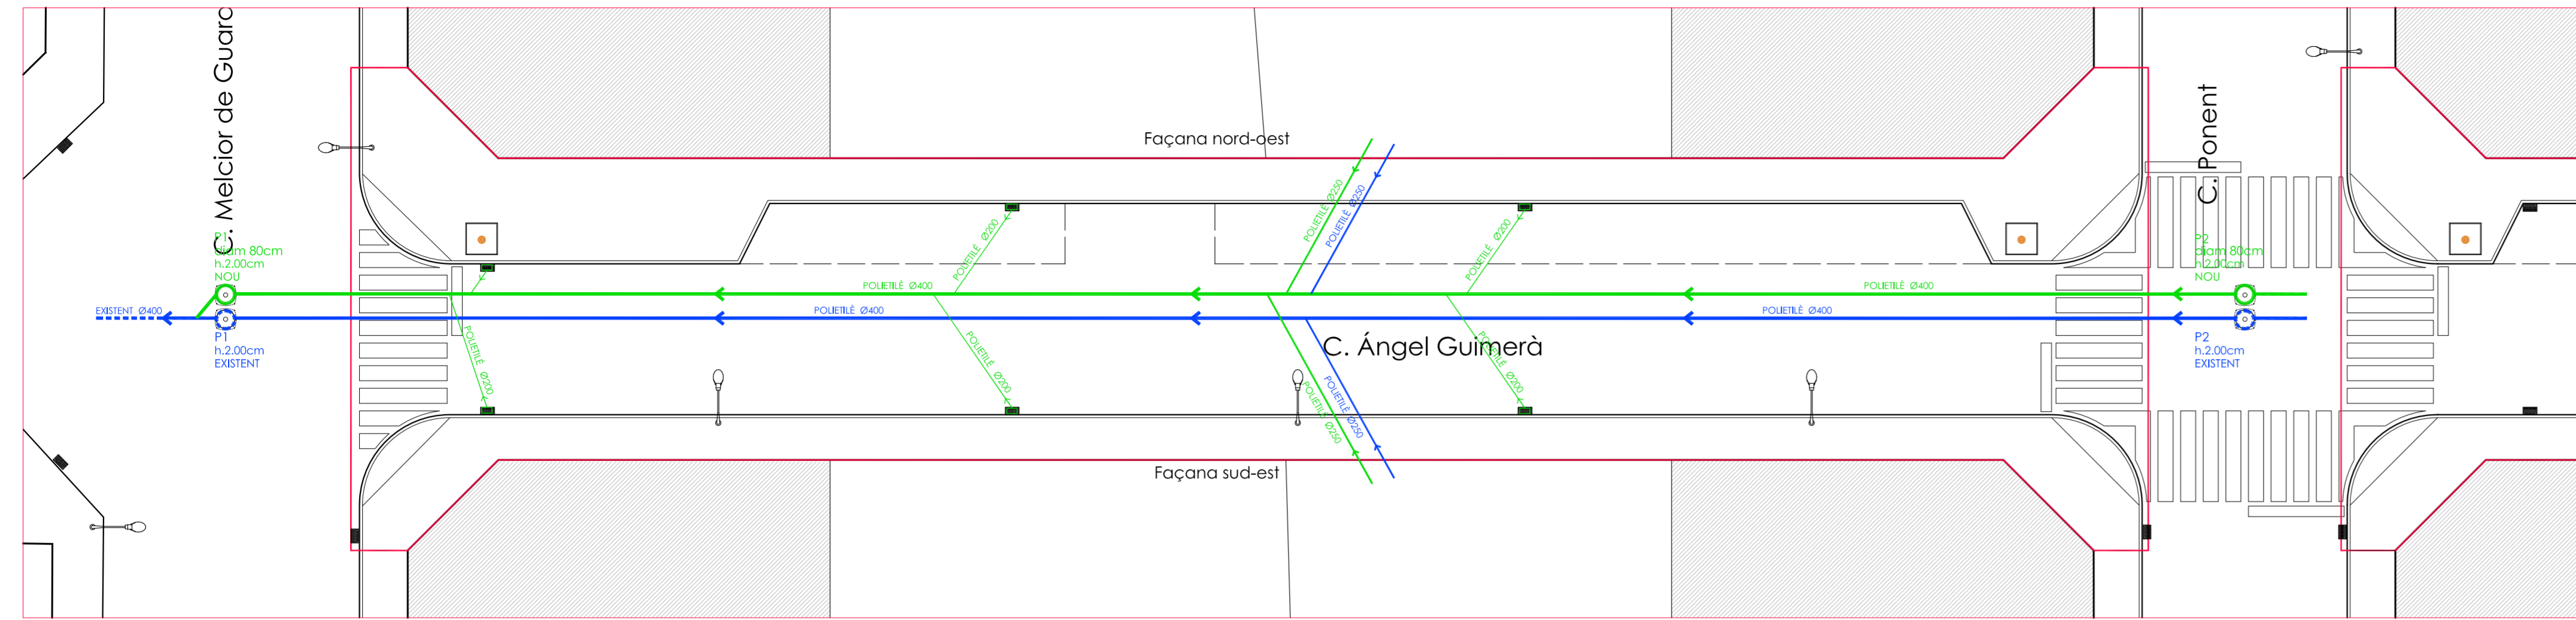 C. Melcior de Guard
P1
diam 80cm
h.2.00cm
NOU
EXISTENT Ø400
P1
h.2.00cm
EXISTENT
POLIETILÈ Ø200
POLIETILÈ Ø200
POLIETILÈ Ø400
POLIETILÈ Ø400
POLIETILÈ Ø200
Façana nord-oest
POLIETILÈ Ø250
POLIETILÈ Ø250
C. Ángel Guimerà
POLIETILÈ Ø250
POLIETILÈ Ø250
Façana sud-est
POLIETILÈ Ø200
POLIETILÈ Ø200
POLIETILÈ Ø400
POLIETILÈ Ø400
C. Ponent
P2
diam 80cm
h.2.00cm
NOU
P2
h.2.00cm
EXISTENT